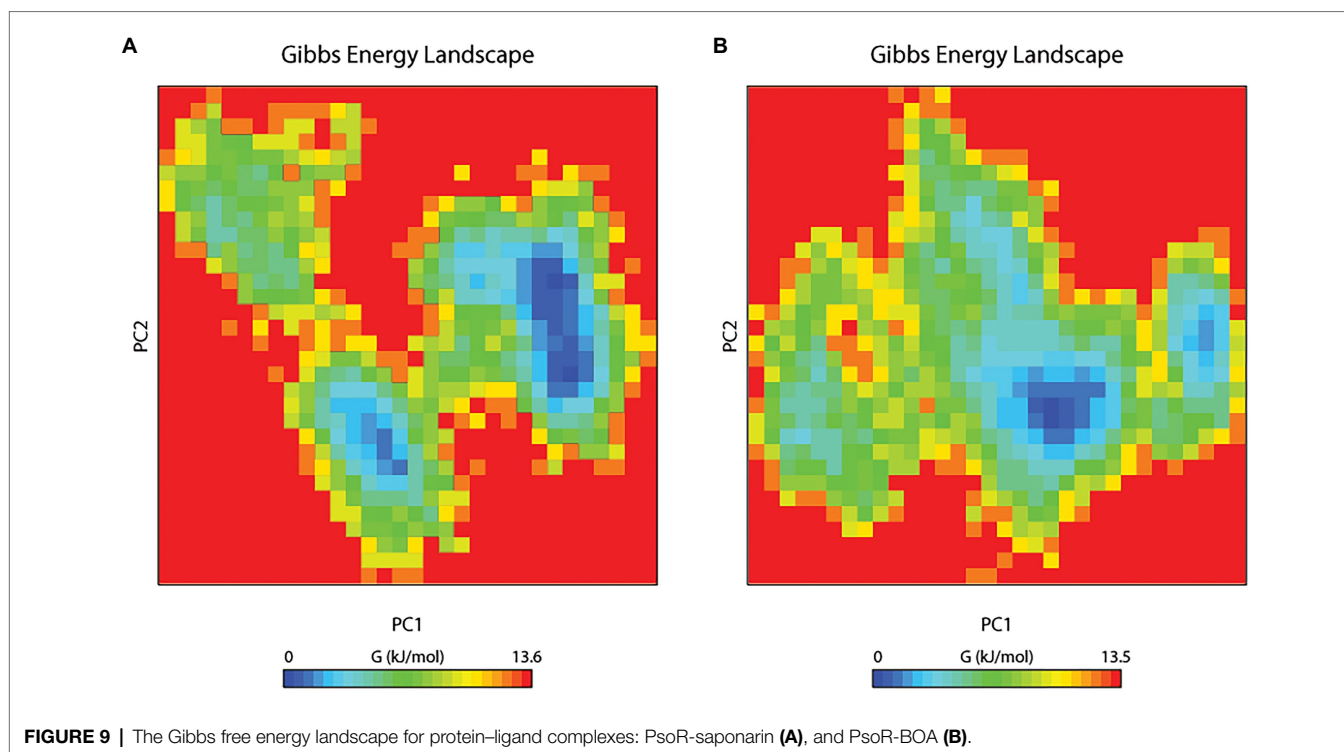 A
Gibbs Energy Landscape
PC2
PC1
0 G (kJ/mol) 13.6
B
Gibbs Energy Landscape
PC2
PC1
0 G (kJ/mol) 13.5
FIGURE 9 | The Gibbs free energy landscape for protein–ligand complexes: PsoR-saponarin (A), and PsoR-BOA (B).